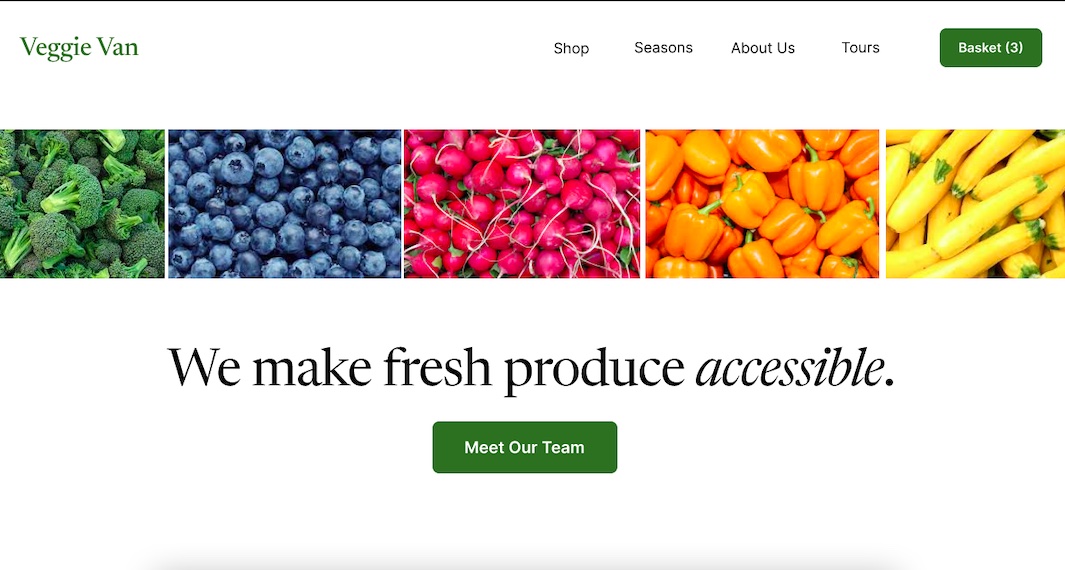 Veggie Van
Shop Seasons About Us Tours Basket (3)
We make fresh produce accessible.
Meet Our Team